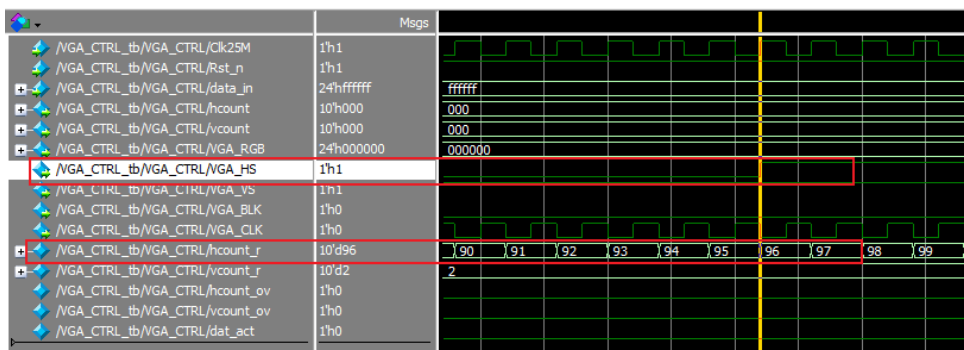 Msgs
/VGA_CTRL_tb/VGA_CTRL/Clk25M 1'h1
/VGA_CTRL_tb/VGA_CTRL/Rst_n 1'h1
/VGA_CTRL_tb/VGA_CTRL/data_in 24'hffffff ffffff
/VGA_CTRL_tb/VGA_CTRL/hcount 10'h000 000
/VGA_CTRL_tb/VGA_CTRL/vcount 10'h000 000
/VGA_CTRL_tb/VGA_CTRL/VGA_RGB 24'h000000 000000
/VGA_CTRL_tb/VGA_CTRL/VGA_HS 1'h1
/VGA_CTRL_tb/VGA_CTRL/VGA_VS 1'h1
/VGA_CTRL_tb/VGA_CTRL/VGA_BLK 1'h0
/VGA_CTRL_tb/VGA_CTRL/VGA_CLK 1'h0
/VGA_CTRL_tb/VGA_CTRL/hcount_r 10'd96 90 91 92 93 94 95 96 97 98 99
/VGA_CTRL_tb/VGA_CTRL/vcount_r 10'd2 2
/VGA_CTRL_tb/VGA_CTRL/hcount_ov 1'h0
/VGA_CTRL_tb/VGA_CTRL/vcount_ov 1'h0
/VGA_CTRL_tb/VGA_CTRL/dat_act 1'h0